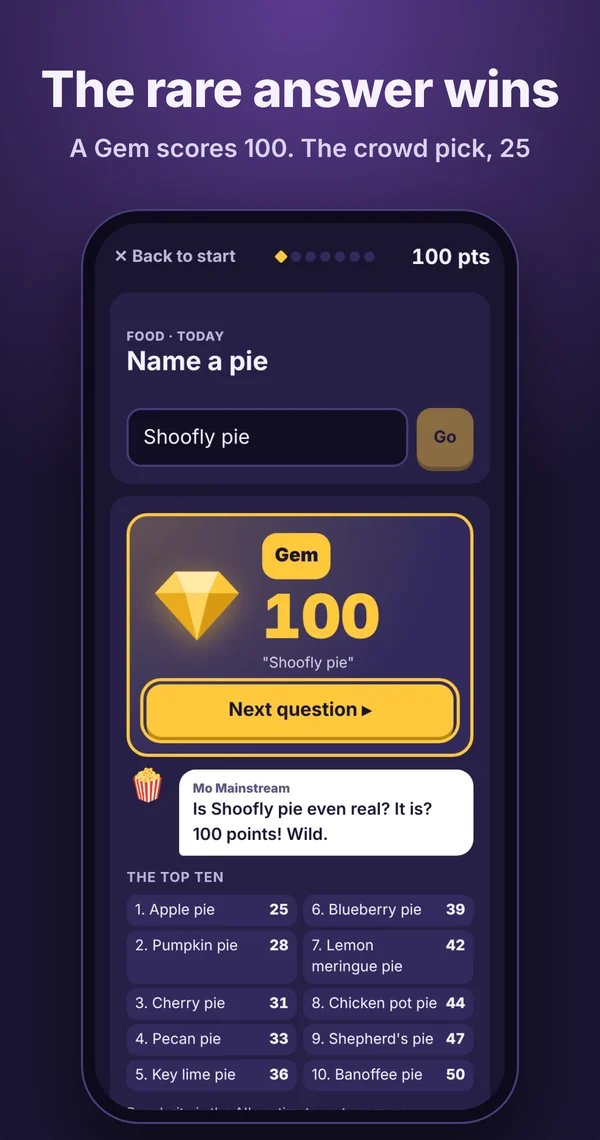 The rare answer wins
A Gem scores 100. The crowd pick, 25
✕ Back to start
100 pts
FOOD · TODAY
Name a pie
Shoofly pie
Go
Gem
100
"Shoofly pie"
Next question ▸
Mo Mainstream
Is Shoofly pie even real? It is?
100 points! Wild.
THE TOP TEN
1. Apple pie 25
2. Pumpkin pie 28
3. Cherry pie 31
4. Pecan pie 33
5. Key lime pie 36
6. Blueberry pie 39
7. Lemon
meringue pie 42
8. Chicken pot pie 44
9. Shepherd's pie 47
10. Banoffee pie 50